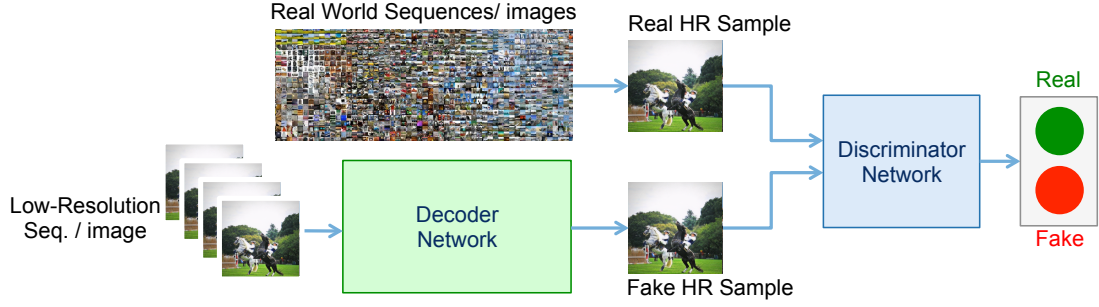 Real World Sequences/ images
Real HR Sample
Real
Discriminator
Network
Low-Resolution
Seq. / image
Decoder
Network
Fake
Fake HR Sample